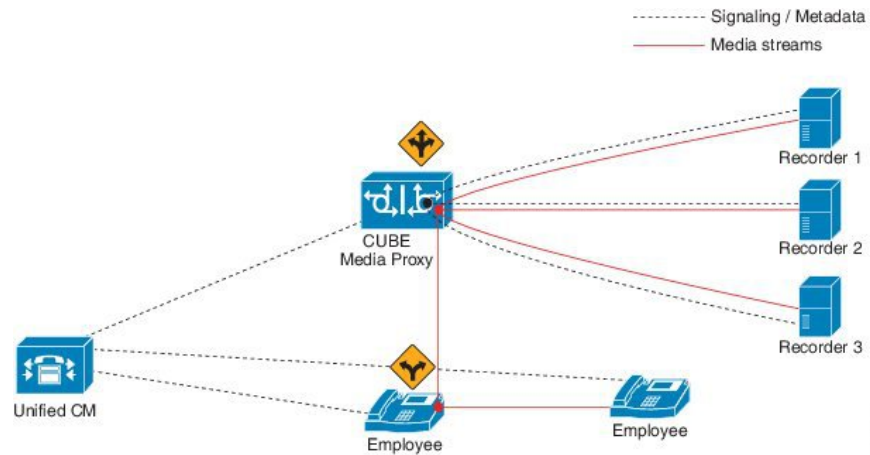 Signaling / Metadata
Media streams
Recorder 1
CUBE
Media Proxy
Recorder 2
Recorder 3
Unified CM
Employee
Employee